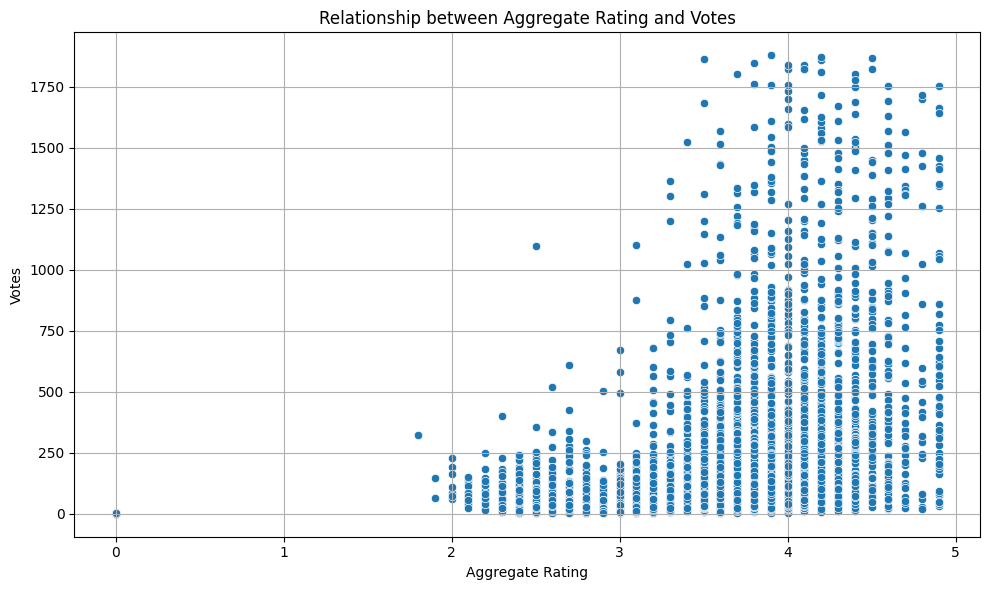 Relationship between Aggregate Rating and Votes
Votes
1750
1500
1250
1000
750
500
250
0
0 1 2 3 4 5
Aggregate Rating